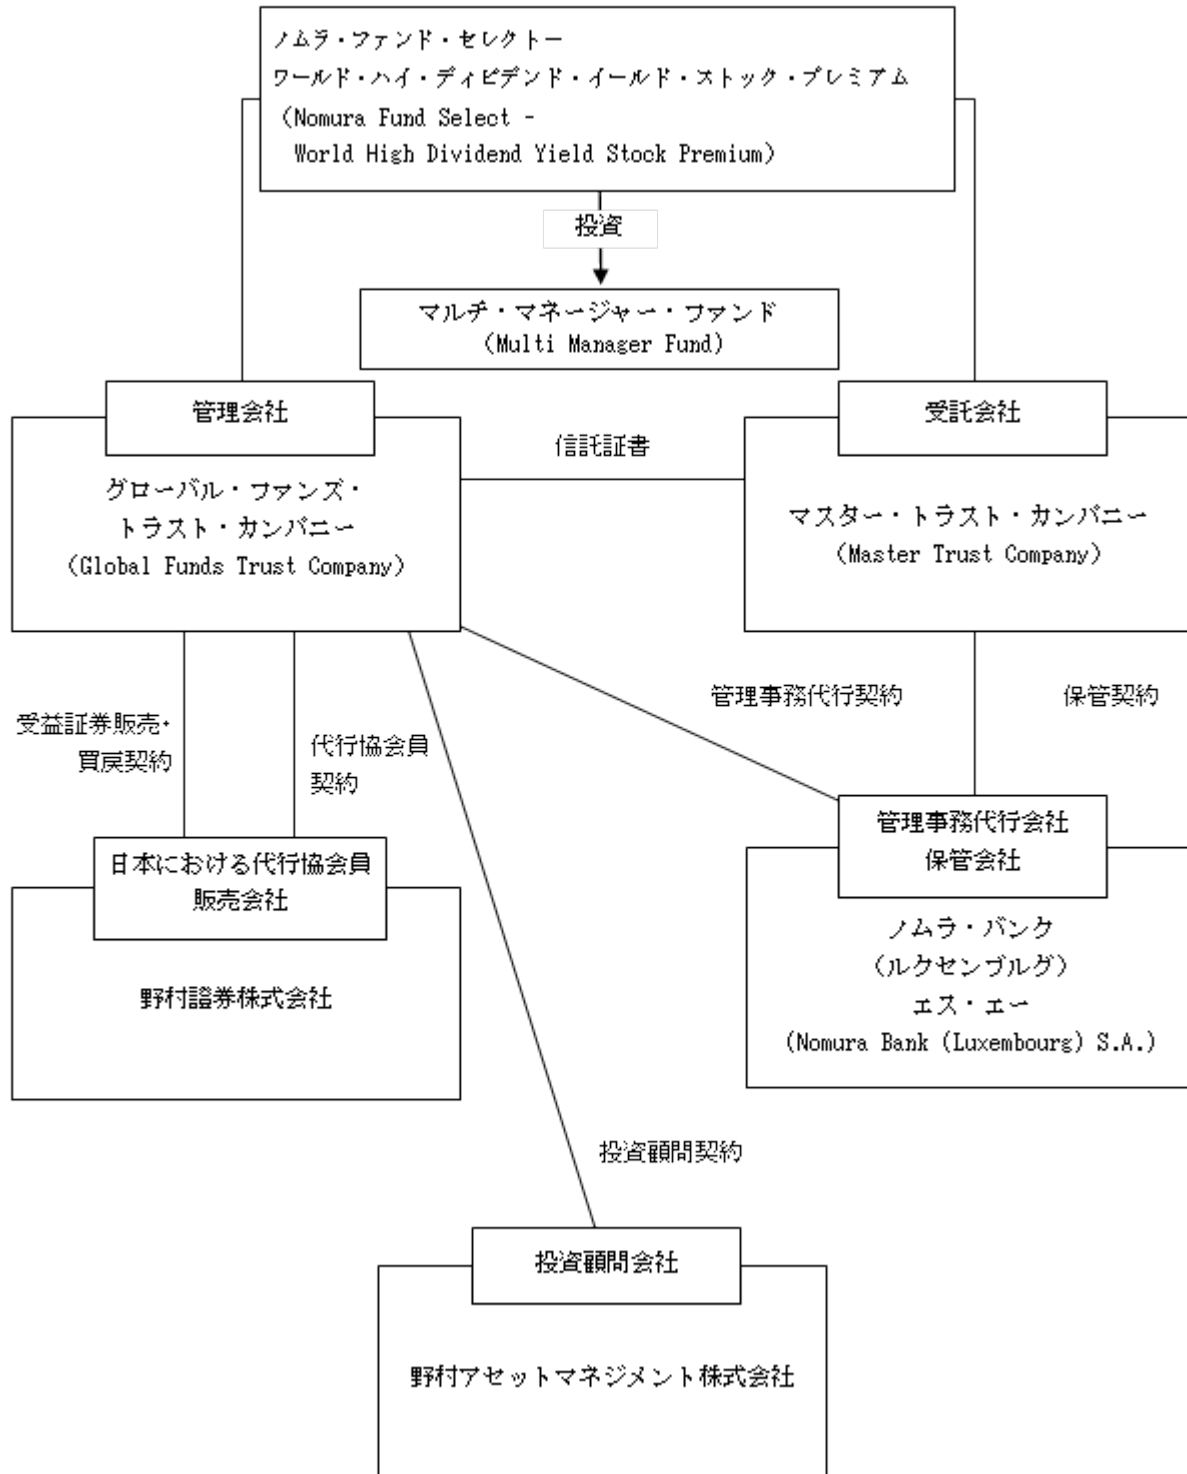 ノムラ・ファンド・セレクトー
ワールド・ハイ・ディビデンド・イールド・ストック・プレミアム
(Nomura Fund Select -
World High Dividend Yield Stock Premium)
投資
マルチ・マネージャー・ファンド
(Multi Manager Fund)
管理会社
受託会社
信託証書
グローバル・ファンズ・
トラスト・カンパニー
(Global Funds Trust Company)
マスター・トラスト・カンパニー
(Master Trust Company)
管理事務代行契約
保管契約
受益証券販売・
買戻契約
代行協会員
契約
日本における代行協会員
販売会社
野村證券株式会社
管理事務代行会社
保管会社
ノムラ・バンク
(ルクセンブルグ)
エス・エー
(Nomura Bank (Luxembourg) S.A.)
投資顧問契約
投資顧問会社
野村アセットマネジメント株式会社